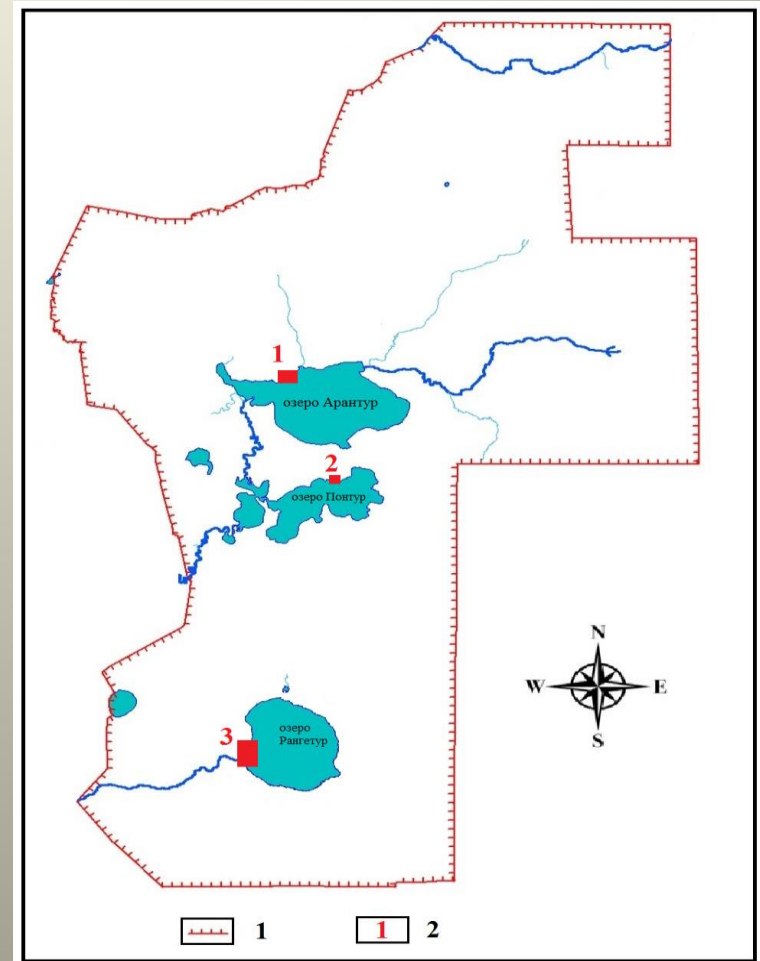 1
озеро Арантур
2
озеро Понтур
N
W E
S
озеро
Рангетур
3
1 1 2